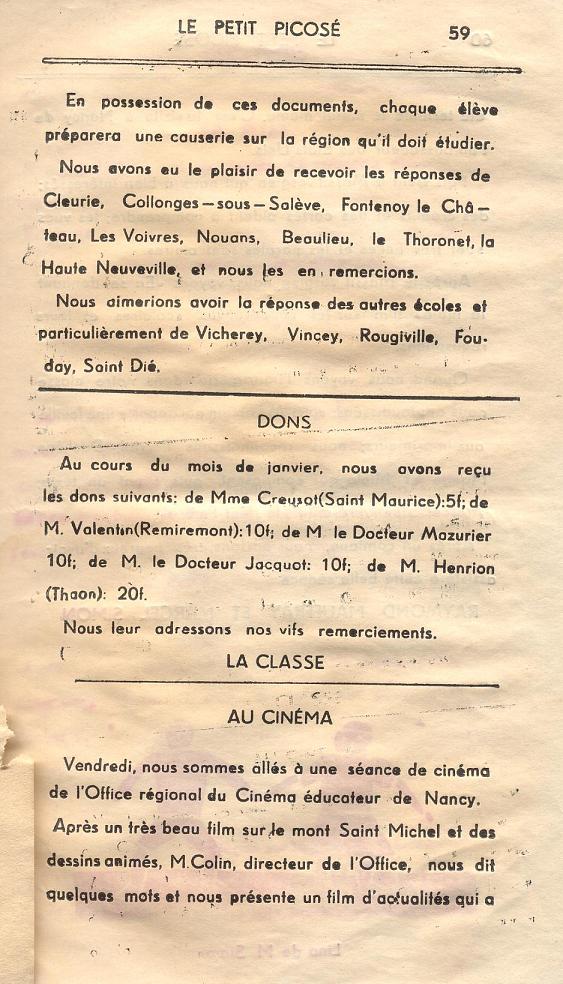 LE PETIT PICOSÉ 59
En possession de ces documents, chaque élève
préparera une causerie sur la région qu'il doit étudier.
Nous avons eu le plaisir de recevoir les réponses de
Cleurie, Collonges-sous-Salève, Fontenoy le Châ-
teau, Les Voivres, Nouans, Beaulieu, le Thoronet, la
Haute Neuveville, et nous les en remercions.
Nous aimerions avoir la réponse des autres écoles et
particulièrement de Vicherey, Vincey, Rougiville, Fou-
day, Saint Dié.
DONS
Au cours du mois de janvier, nous avons reçu
les dons suivants: de Mme Creusot(Saint Maurice):5f; de
M. Valentin(Remiremont):10f; de M le Docteur Mazurier
10f; de M. le Docteur Jacquot: 10f; de M. Henrion
(Thaon): 20f.
Nous leur adressons nos vifs remerciements.
LA CLASSE
AU CINÉMA
Vendredi, nous sommes allés à une séance de cinéma
de l'Office régional du Cinéma éducateur de Nancy.
Après un très beau film sur le mont Saint Michel et des
dessins animés, M.Colin, directeur de l'Office, nous dit
quelques mots et nous présente un film d'actualités qui a